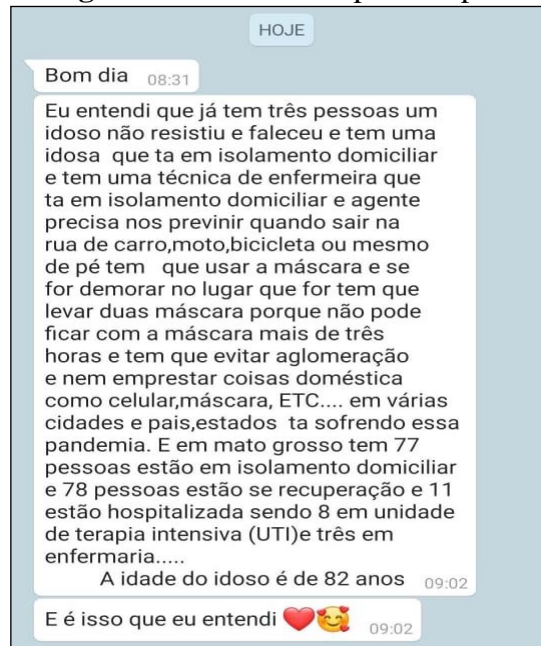 HOJE
Bom dia 08:31
Eu entendi que já tem três pessoas um
idoso não resistiu e faleceu e tem uma
idosa que ta em isolamento domiciliar
e tem uma técnica de enfermeira que
ta em isolamento domiciliar e agente
precisa nos previnir quando sair na
rua de carro,moto,bicicleta ou mesmo
de pé tem que usar a máscara e se
for demorar no lugar que for tem que
levar duas máscara porque não pode
ficar com a máscara mais de três
horas e tem que evitar aglomeração
e nem emprestar coisas doméstica
como celular,máscara, ETC.... em várias
cidades e pais,estados ta sofrendo essa
pandemia. E em mato grosso tem 77
pessoas estão em isolamento domiciliar
e 78 pessoas estão se recuperação e 11
estão hospitalizada sendo 8 em unidade
de terapia intensiva (UTI)e três em
enfermaria.....
A idade do idoso é de 82 anos 09:02
E é isso que eu entendi ❤️🥰 09:02